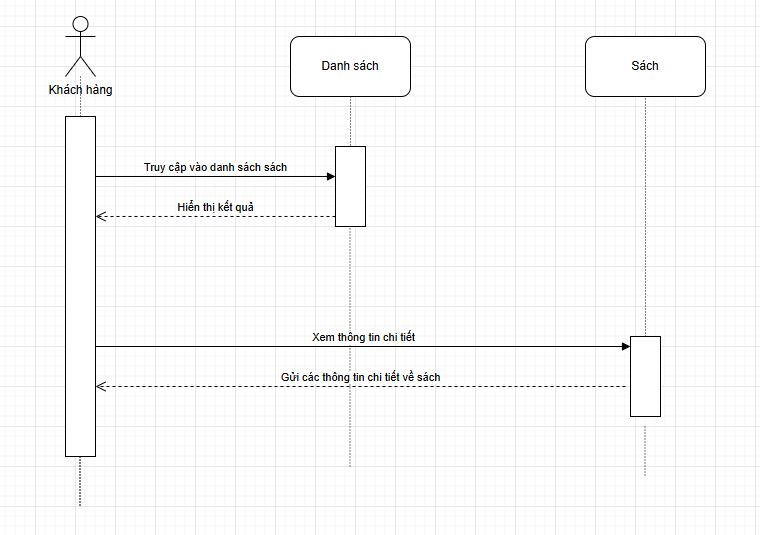 Danh sách
Sách
Khách hảng
Truy cập vào danh sách sách
Hiển thị kết quả
Xem thông tin chi tiết
Gửi các thông tin chi tiết về sách